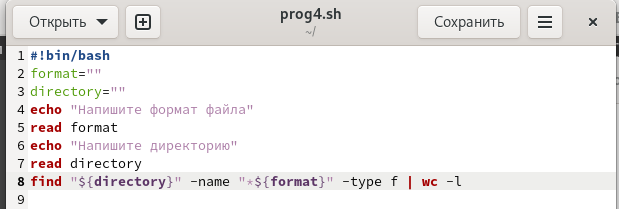 Открыть
prog4.sh
~/
Сохранить
1 #!bin/bash
2 format=""
3 directory=""
4 echo "Напишите формат файла"
5 read format
6 echo "Напишите директорию"
7 read directory
8 find "${directory}" -name "*${format}" -type f | wc -l
9